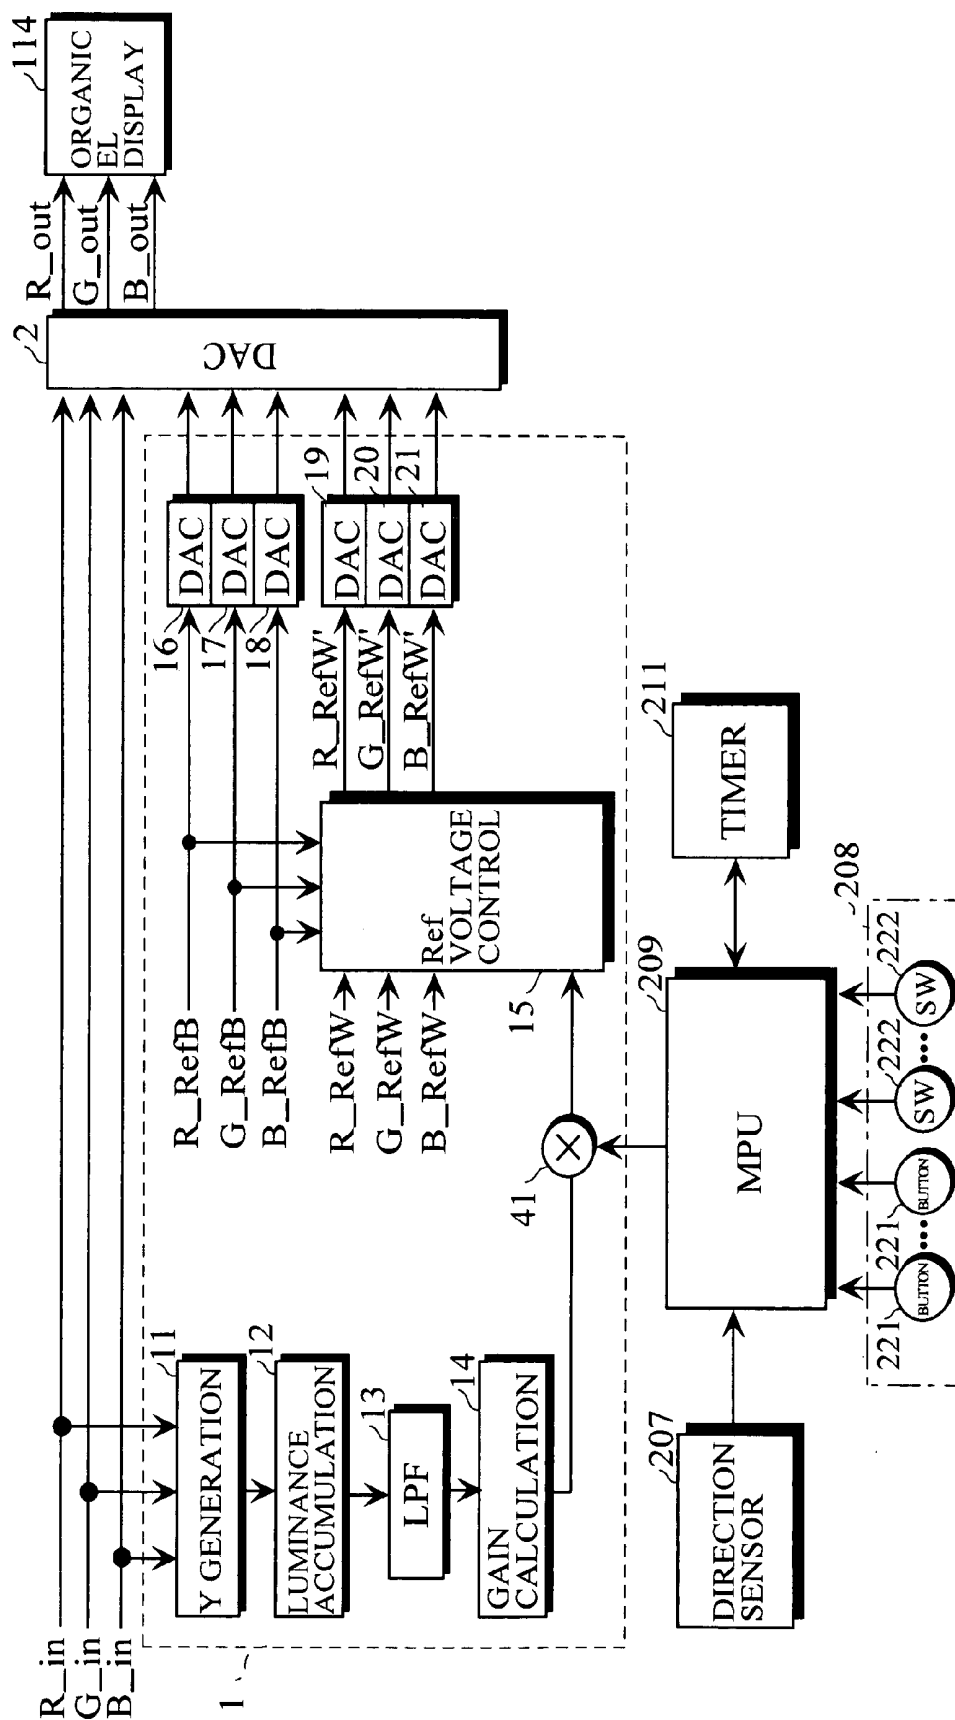 R_in
G_in
B_in
1
11
Y GENERATION
12
LUMINANCE
ACCUMULATION
13
LPF
14
GAIN
CALCULATION
41
×
R_RefB
G_RefB
B_RefB
R_RefW
G_RefW
B_RefW
15
Ref
VOLTAGE
CONTROL
R_RefW'
G_RefW'
B_RefW'
16
DAC
17
DAC
18
DAC
19
DAC
20
DAC
21
DAC
2
DAC
R_out
G_out
B_out
114
ORGANIC
EL
DISPLAY
207
DIRECTION
SENSOR
209
MPU
211
TIMER
208
221
BUTTON
221
BUTTON
222
SW
222
SW